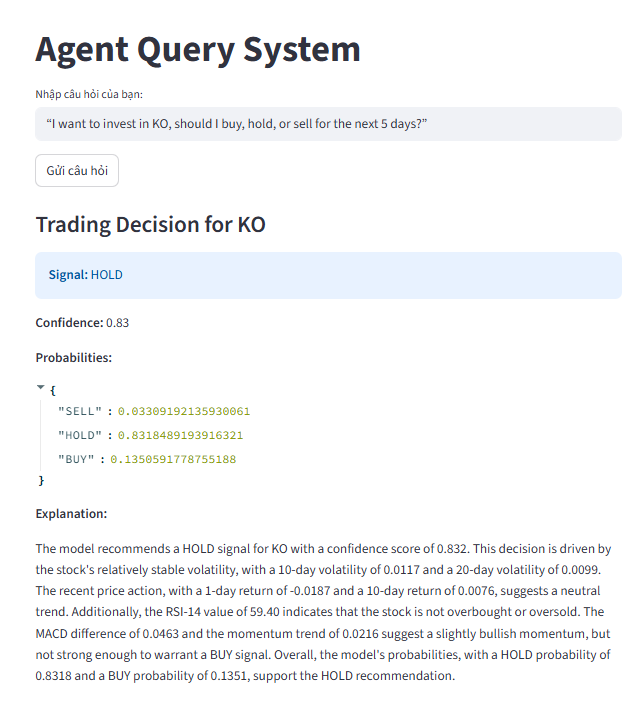 Agent Query System
Nhập câu hỏi của bạn:
“I want to invest in KO, should I buy, hold, or sell for the next 5 days?”
Gửi câu hỏi
Trading Decision for KO
Signal: HOLD
Confidence: 0.83
Probabilities:
{
"SELL" : 0.03309192135930061
"HOLD" : 0.8318489193916321
"BUY" : 0.1350591778755188
}
Explanation:
The model recommends a HOLD signal for KO with a confidence score of 0.832. This decision is driven by
the stock's relatively stable volatility, with a 10-day volatility of 0.0117 and a 20-day volatility of 0.0099.
The recent price action, with a 1-day return of -0.0187 and a 10-day return of 0.0076, suggests a neutral
trend. Additionally, the RSI-14 value of 59.40 indicates that the stock is not overbought or oversold. The
MACD difference of 0.0463 and the momentum trend of 0.0216 suggest a slightly bullish momentum, but
not strong enough to warrant a BUY signal. Overall, the model's probabilities, with a HOLD probability of
0.8318 and a BUY probability of 0.1351, support the HOLD recommendation.